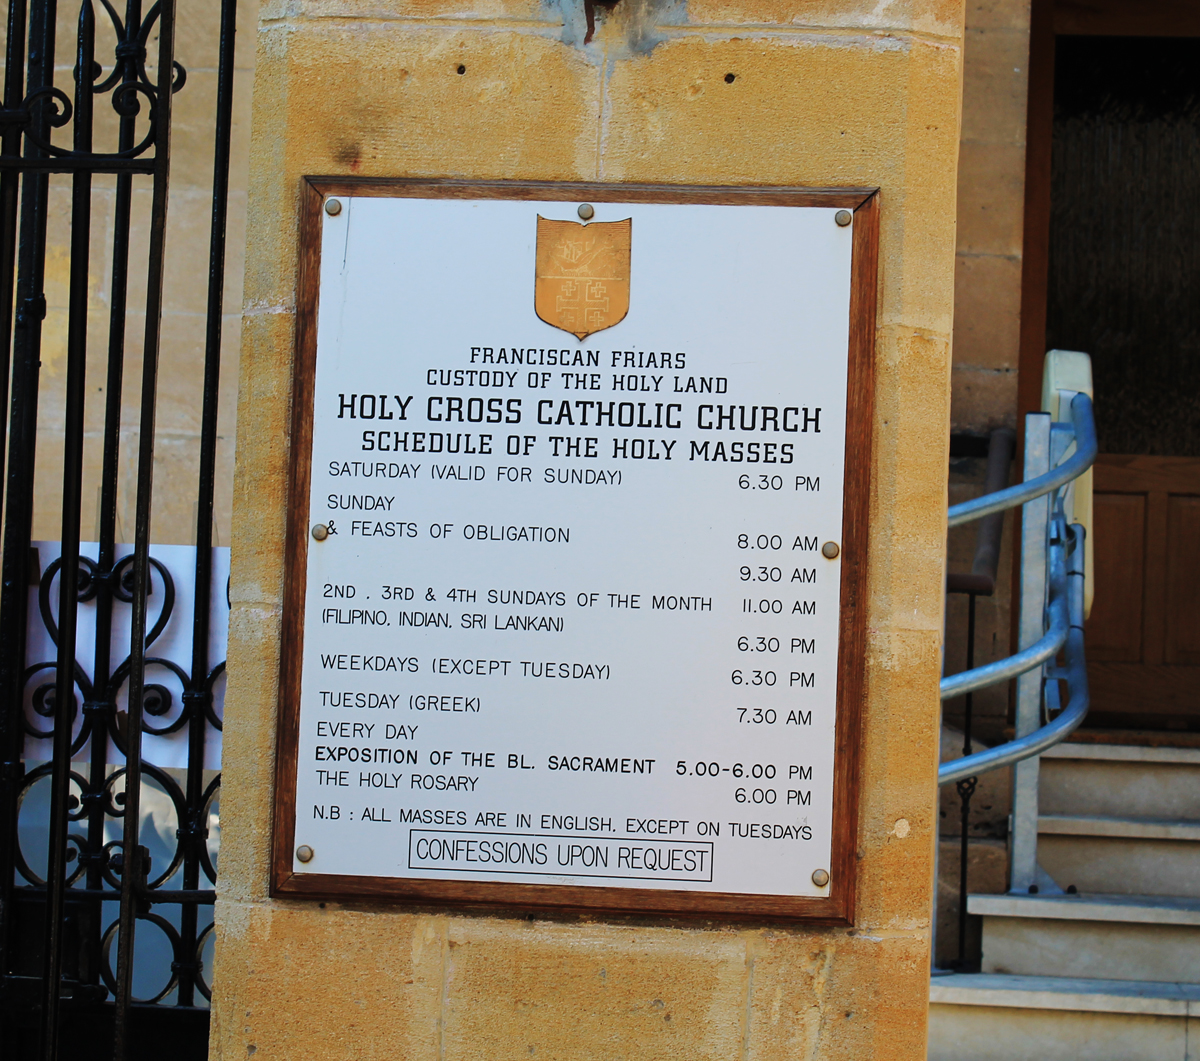 FRANCISCAN FRIARS
CUSTODY OF THE HOLY LAND
HOLY CROSS CATHOLIC CHURCH
SCHEDULE OF THE HOLY MASSES
SATURDAY (VALID FOR SUNDAY) 6.30 PM
SUNDAY
& FEASTS OF OBLIGATION 8.00 AM
9.30 AM
2ND . 3RD & 4TH SUNDAYS OF THE MONTH 11.00 AM
(FILIPINO, INDIAN, SRI LANKAN)
6.30 PM
WEEKDAYS (EXCEPT TUESDAY) 6.30 PM
TUESDAY (GREEK) 7.30 AM
EVERY DAY
EXPOSITION OF THE BL. SACRAMENT 5.00-6.00 PM
THE HOLY ROSARY 6.00 PM
N.B : ALL MASSES ARE IN ENGLISH, EXCEPT ON TUESDAYS
CONFESSIONS UPON REQUEST